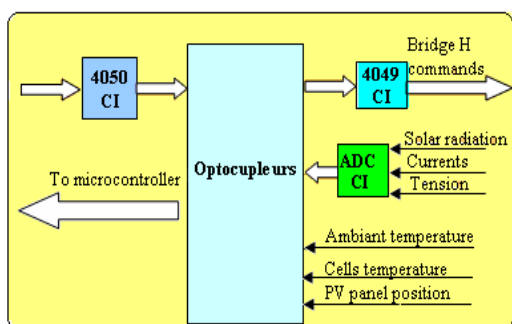 Bridge H
commands
4050
CI
4049
CI
Solar radiation
ADC
CI
Currents
Tension
Optocupleurs
To microcontroller
Ambiant temperature
Cells temperature
PV panel position